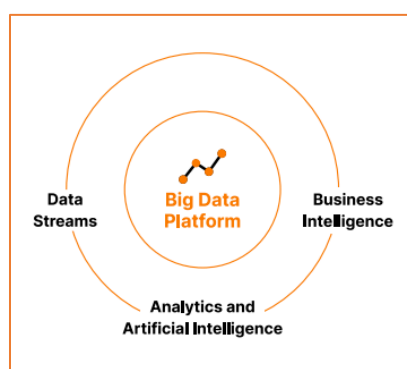 Big Data
Platform
Data
Streams
Business
Intelligence
Analytics and
Artificial Intelligence